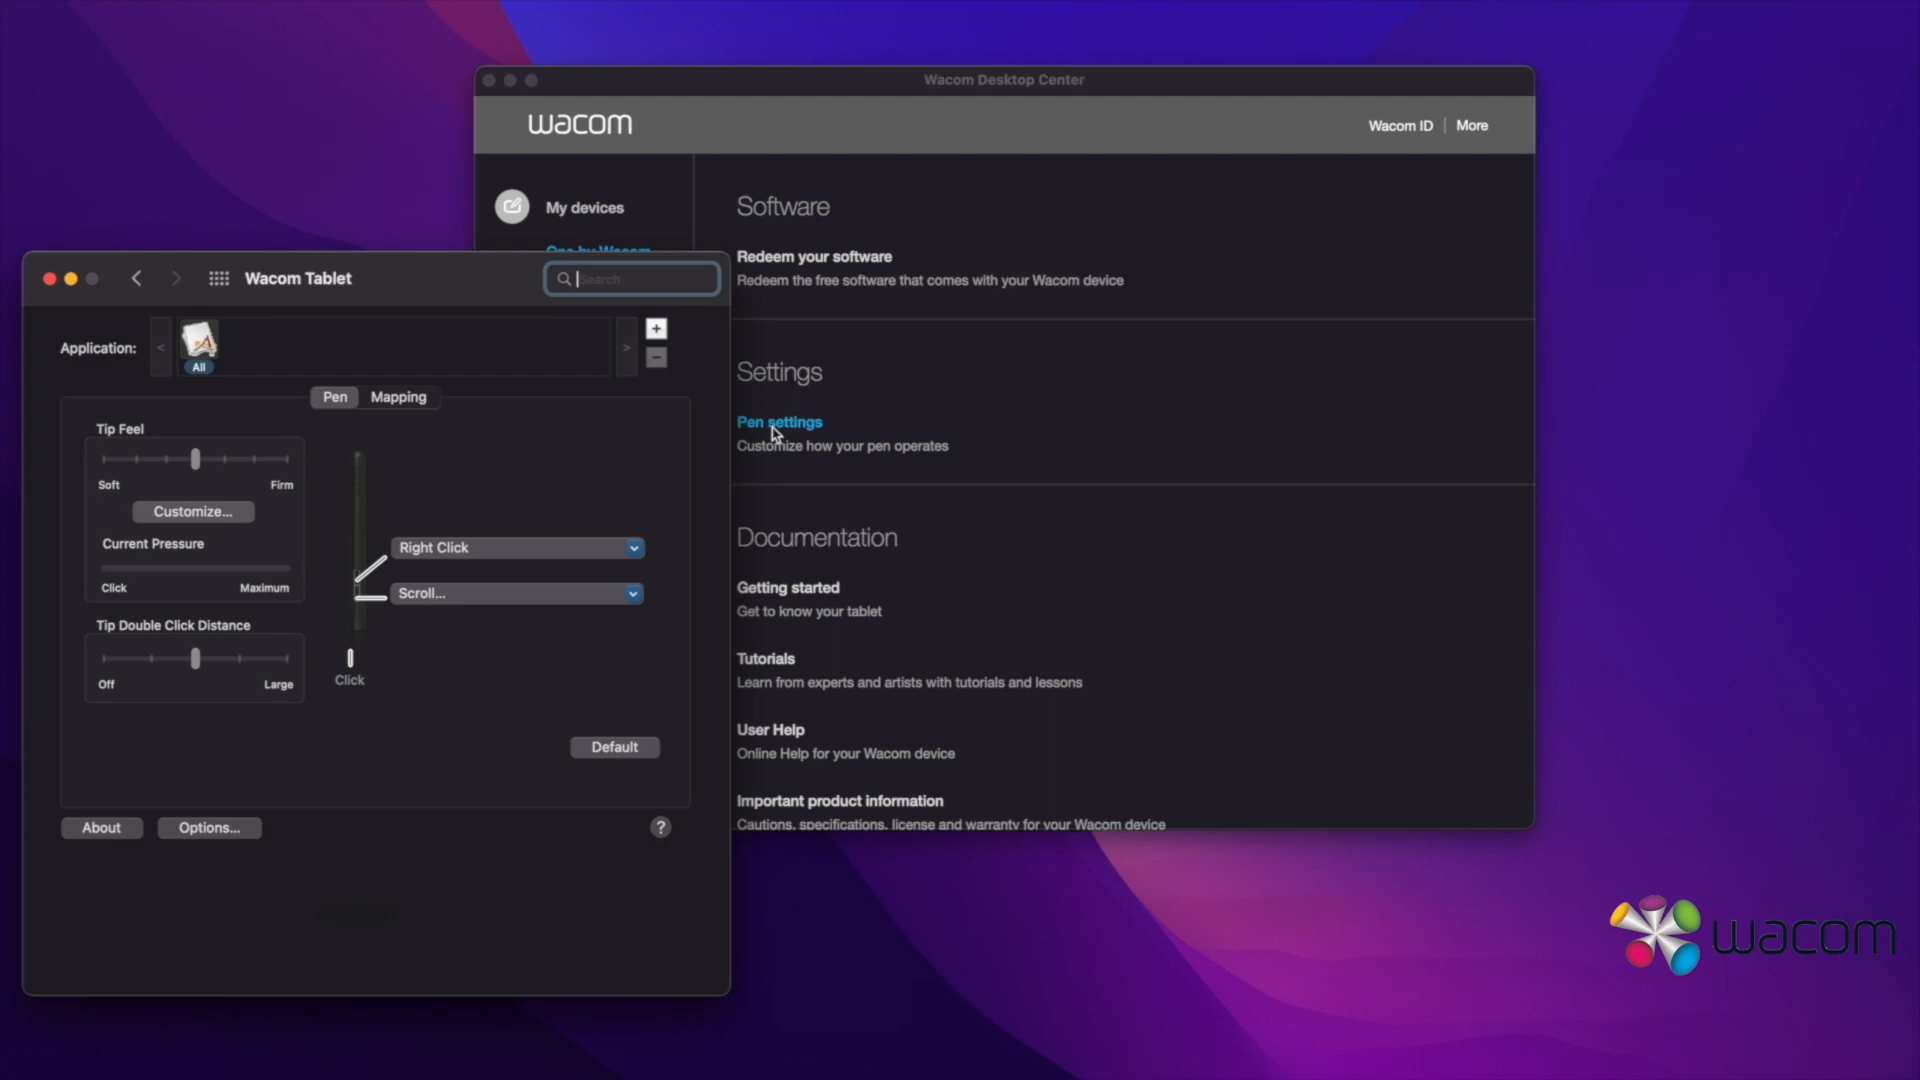 Wacom Desktop Center
wacom
Wacom ID | More
My devices
One by Wacom
Software
Redeem your software
Redeem the free software that comes with your Wacom device
Settings
Pen settings
Customize how your pen operates
Documentation
Getting started
Get to know your tablet
Tutorials
Learn from experts and artists with tutorials and lessons
User Help
Online Help for your Wacom device
Important product information
Cautions, specifications, license and warranty for your Wacom device
Wacom Tablet
Search
Application:
<
>
+
-
All
Pen
Mapping
Tip Feel
Soft
Firm
Customize...
Current Pressure
Click
Maximum
Tip Double Click Distance
Off
Large
Right Click
Scroll...
Click
Default
About
Options...
?
wacom